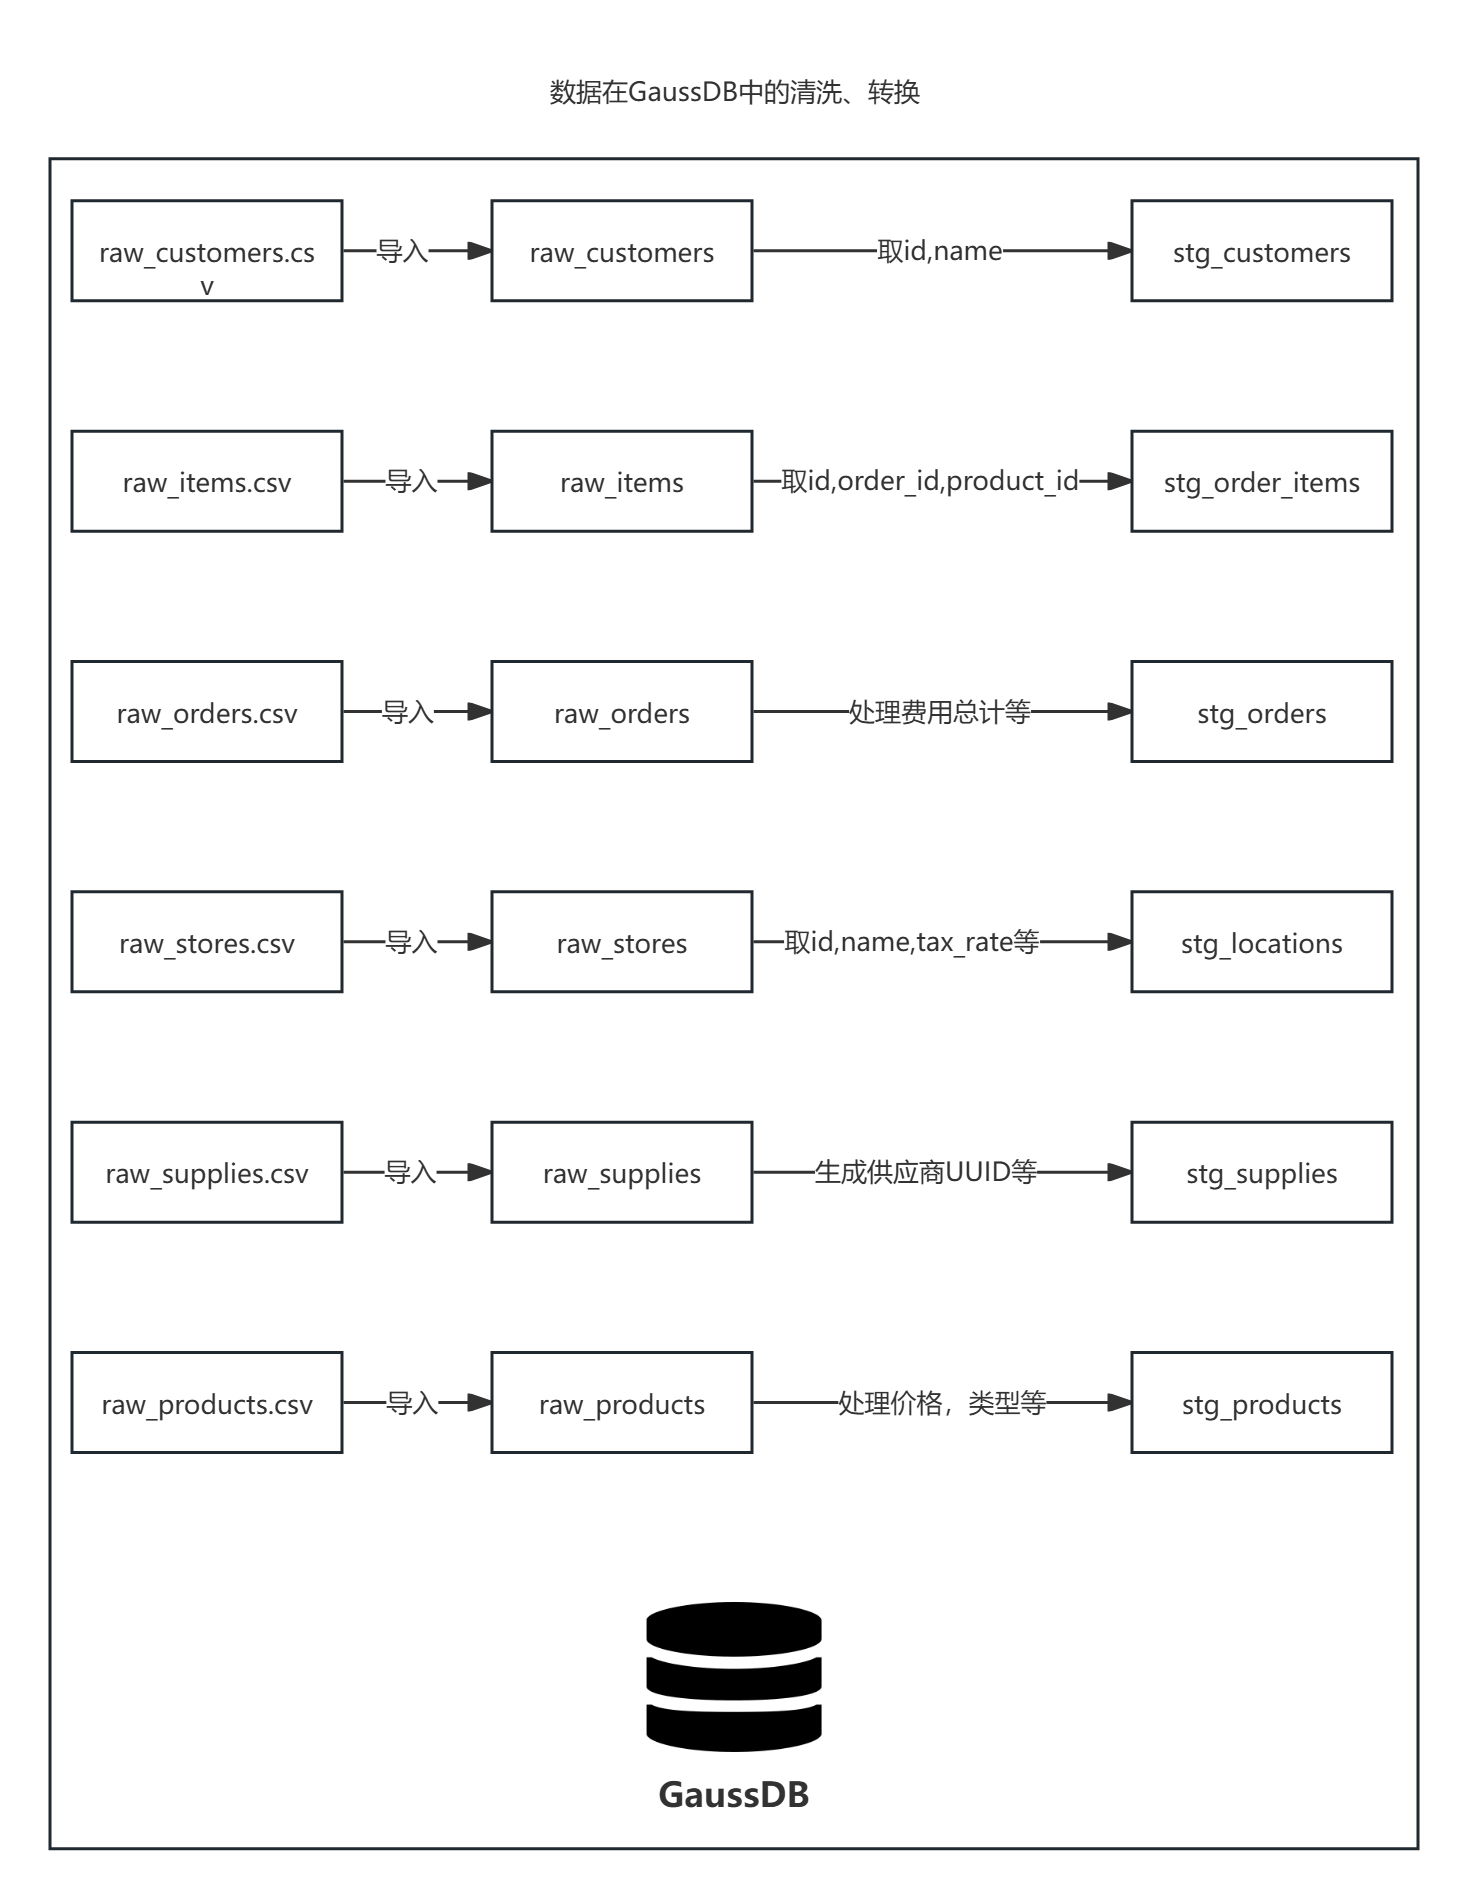 数据在GaussDB中的清洗、转换
raw_customers.cs
v
导入
raw_customers
取id,name
stg_customers
raw_items.csv
导入
raw_items
取id,order_id,product_id
stg_order_items
raw_orders.csv
导入
raw_orders
处理费用总计等
stg_orders
raw_stores.csv
导入
raw_stores
取id,name,tax_rate等
stg_locations
raw_supplies.csv
导入
raw_supplies
生成供应商UUID等
stg_supplies
raw_products.csv
导入
raw_products
处理价格，类型等
stg_products
GaussDB